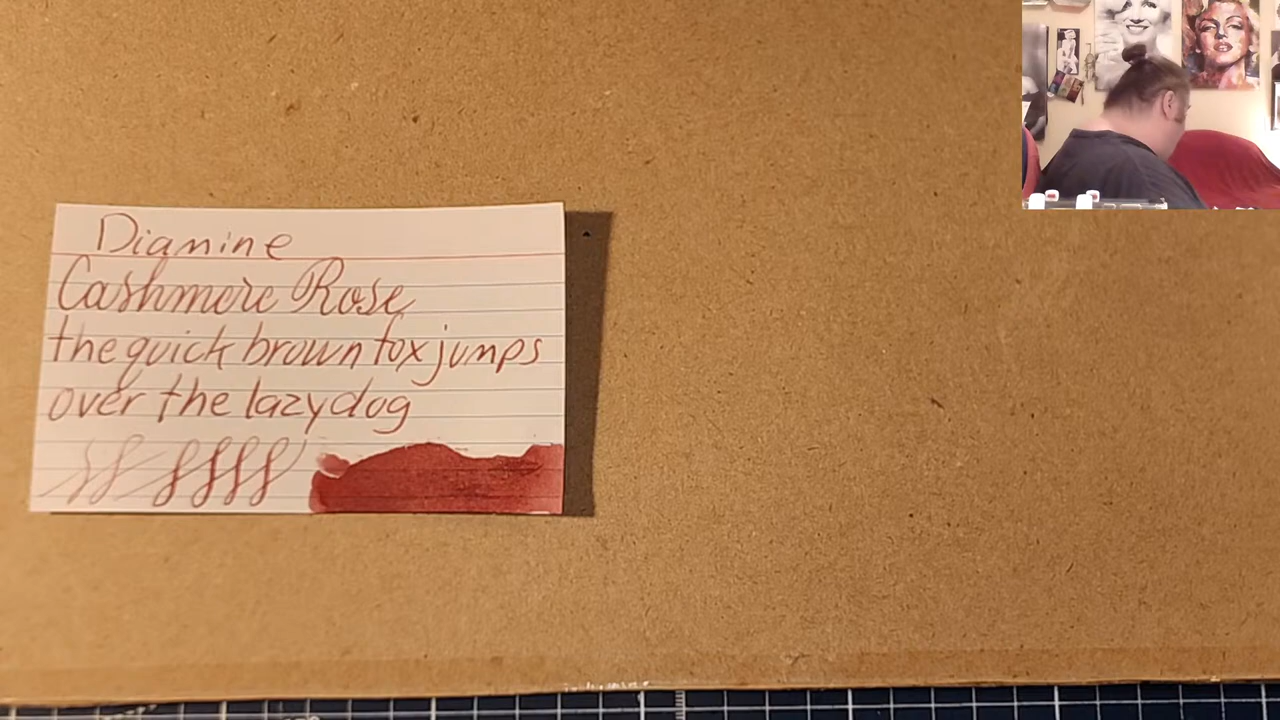 Diamine
Cashmere Rose
the quick brown fox jumps
over the lazy dog